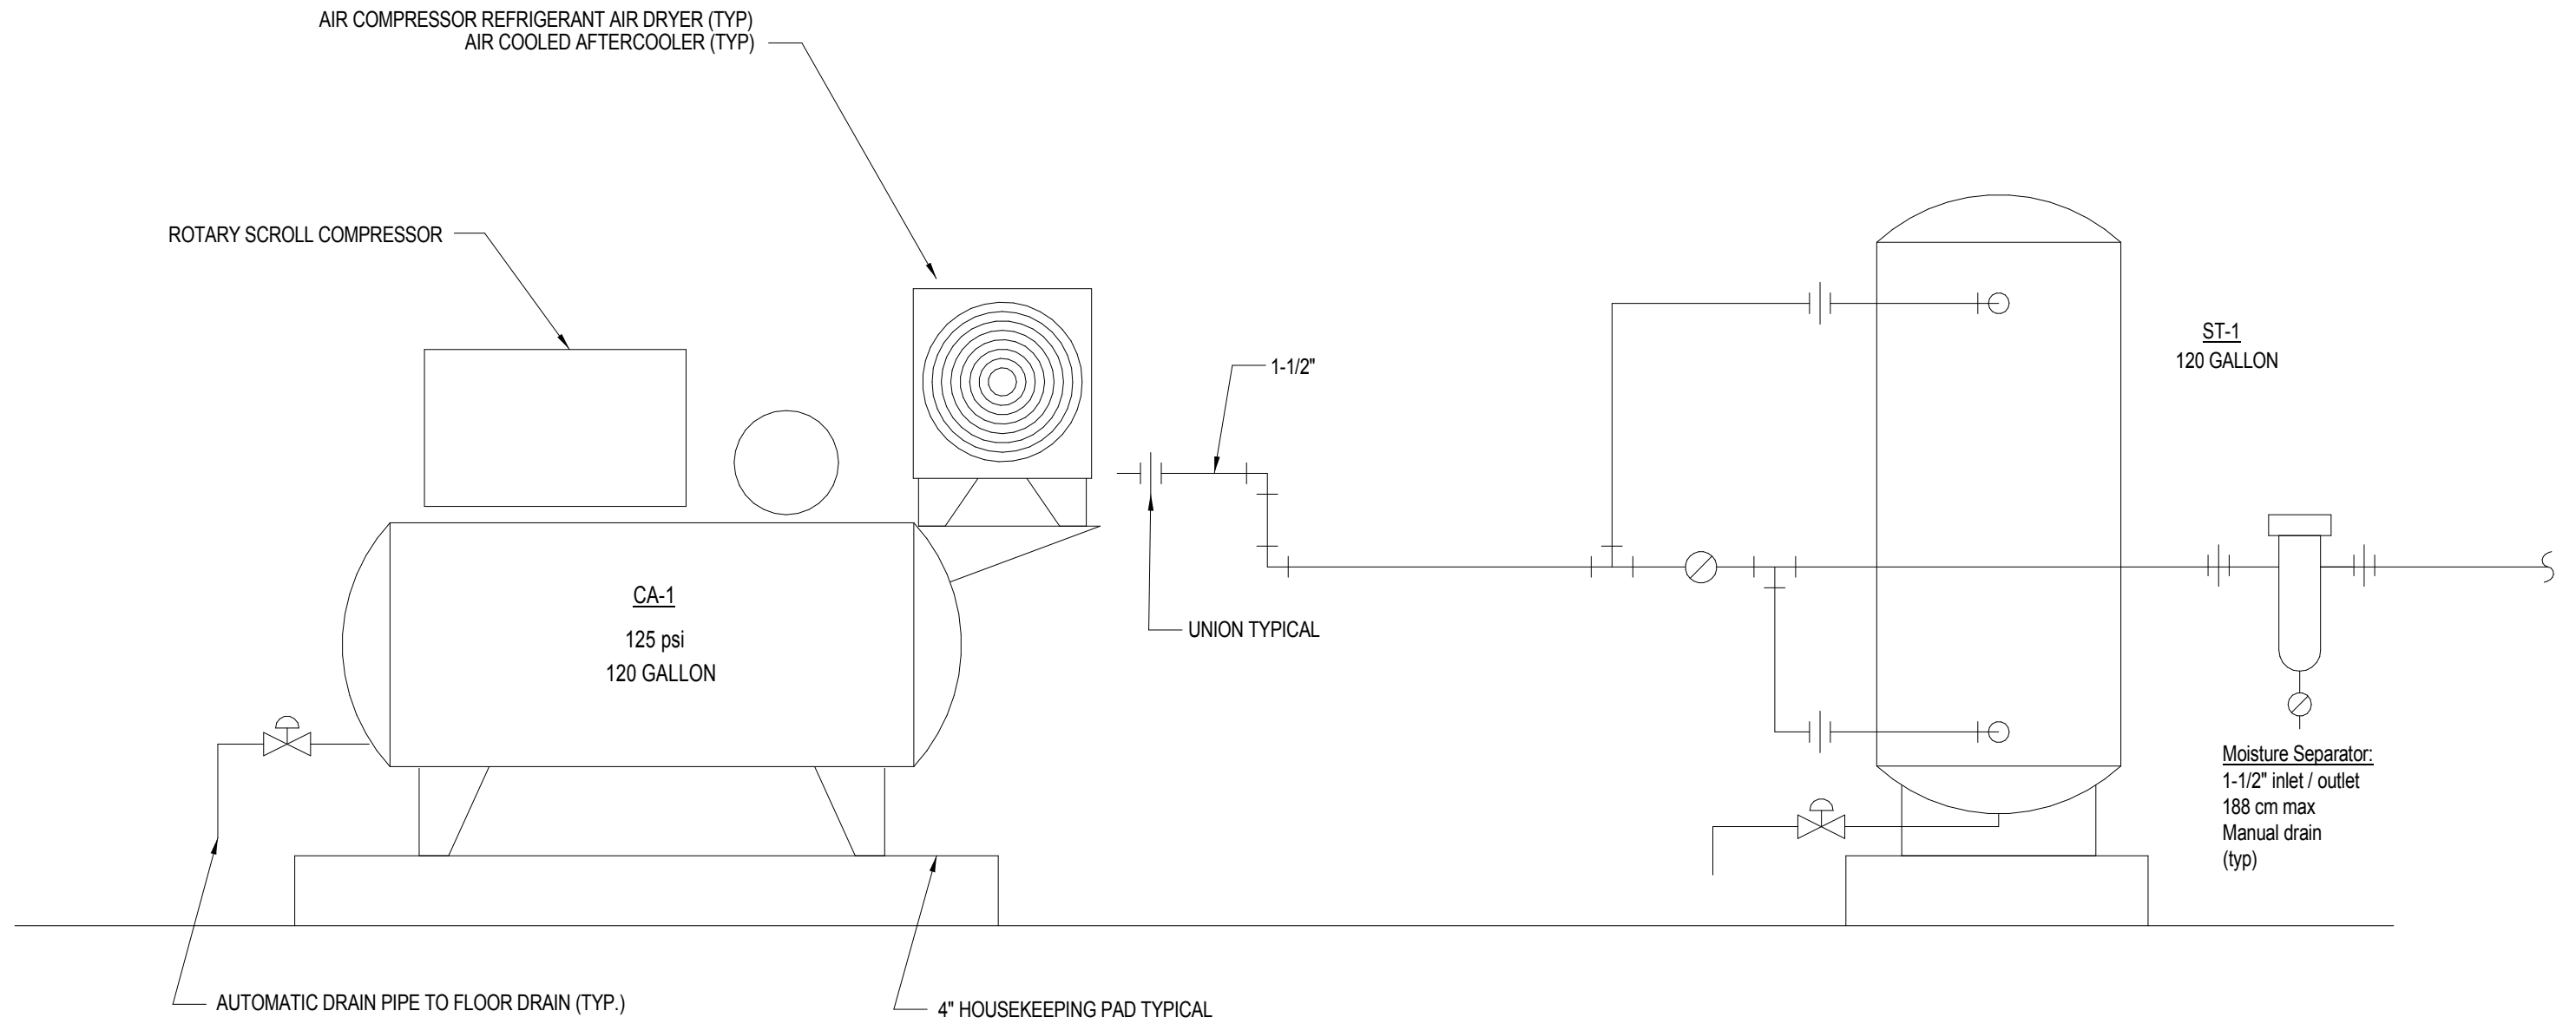 AIR COMPRESSOR REFRIGERANT AIR DRYER (TYP)
AIR COOLED AFTERCOOLER (TYP)
ROTARY SCROLL COMPRESSOR
1-1/2"
ST-1
120 GALLON
CA-1
125 psi
120 GALLON
UNION TYPICAL
Moisture Separator:
1-1/2" inlet / outlet
188 cm max
Manual drain
(typ)
AUTOMATIC DRAIN PIPE TO FLOOR DRAIN (TYP.)
4" HOUSEKEEPING PAD TYPICAL